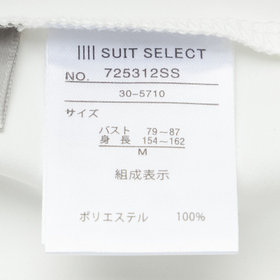 SUIT SELECT
NO. 725312SS
30-5710
サイズ
バスト 79~87
身長 154~162
M
組成表示
ポリエステル 100%